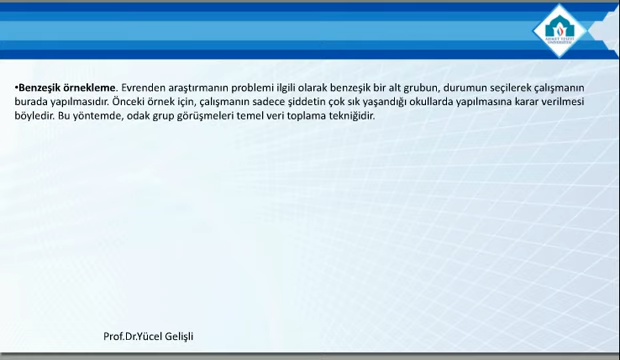 •Benzeşik örnekleme. Evrenden araştırmanın problemi ilgili olarak benzeşik bir alt grubun, durumun seçilerek çalışmanın
burada yapılmasıdır. Önceki örnek için, çalışmanın sadece şiddetin çok sık yaşandığı okullarda yapılmasına karar verilmesi
böyledir. Bu yöntemde, odak grup görüşmeleri temel veri toplama tekniğidir.
Prof.Dr.Yücel Gelişli